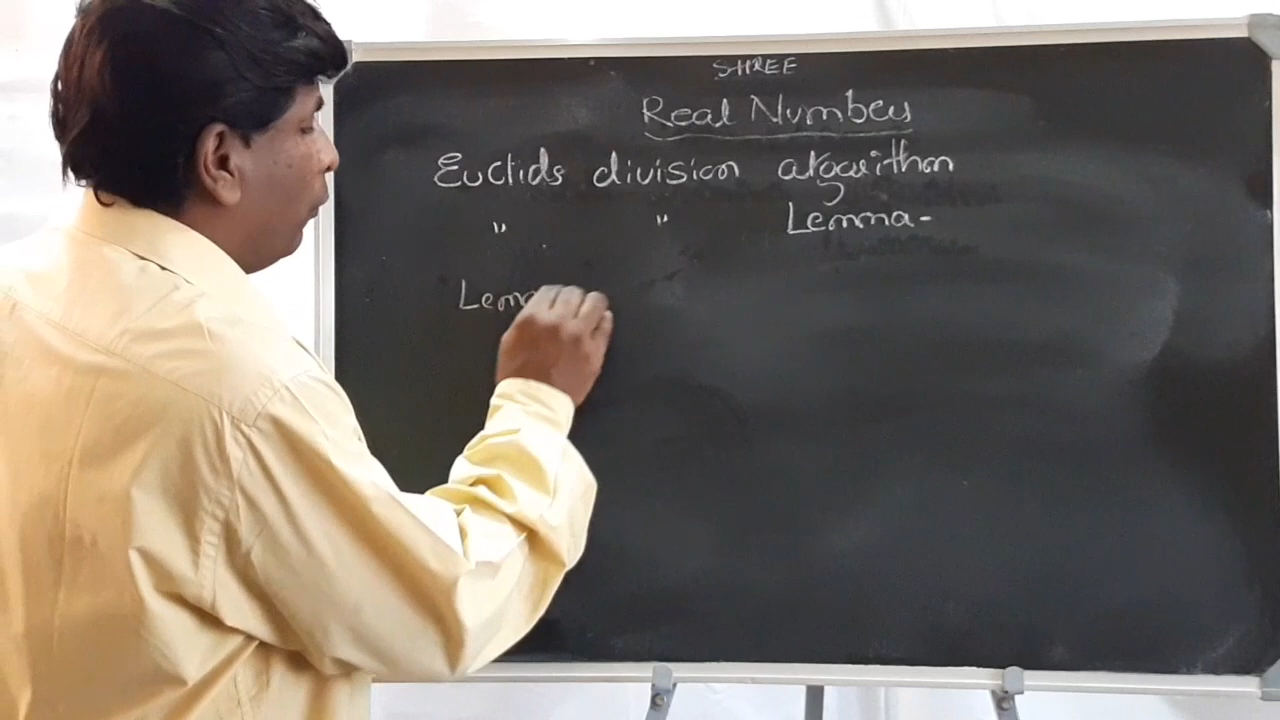 SHREE
Real Numbers
Euclids division algorithm
" " Lemma-
Lemma